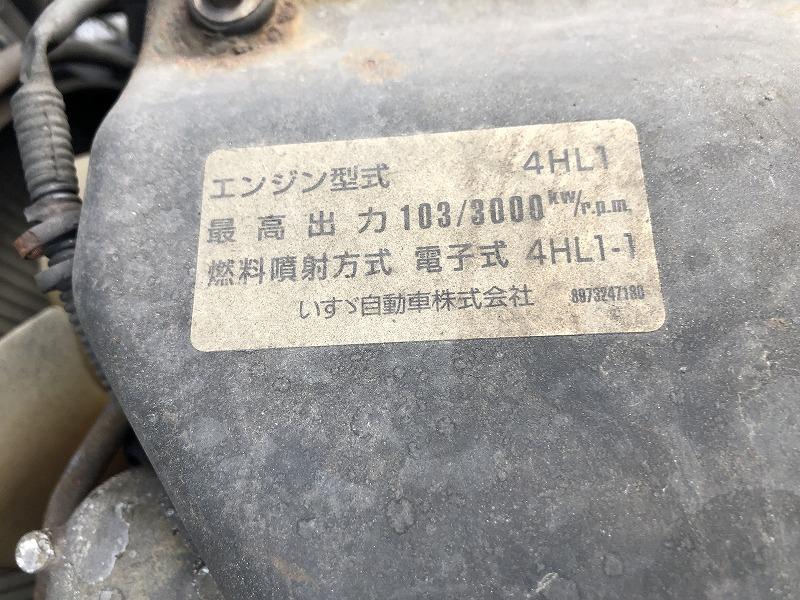 エンジン型式 4HL1
最高出力 103/3000 kw/r.p.m.
燃料噴射方式 電子式 4HL1-1
いすゞ自動車株式会社 8973247180